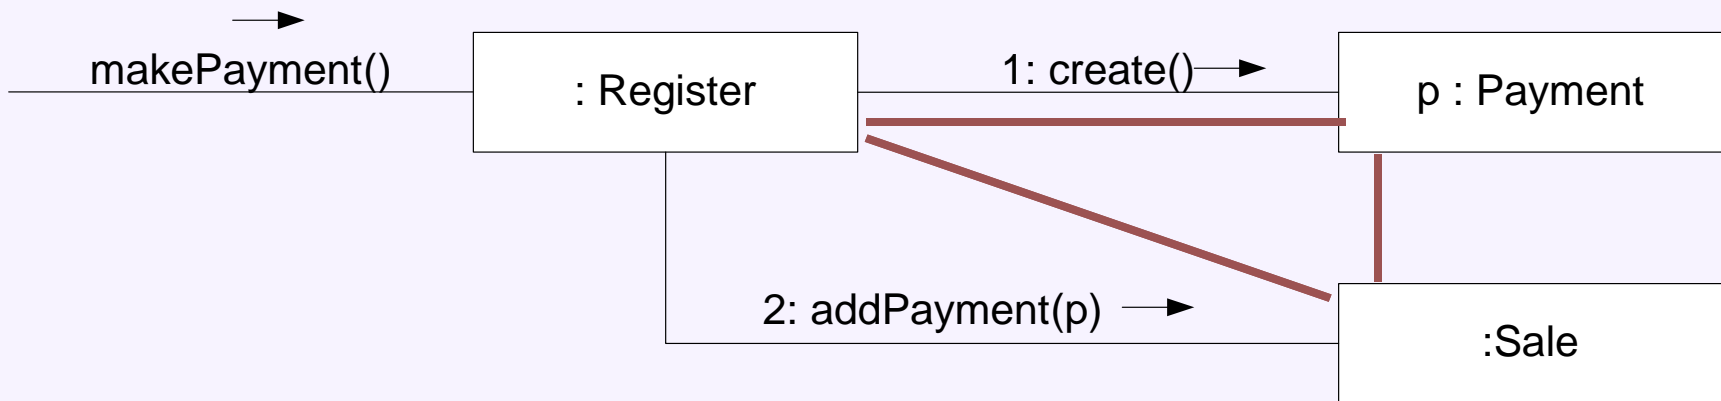 makePayment()
: Register
1: create()
p : Payment
2: addPayment(p)
:Sale